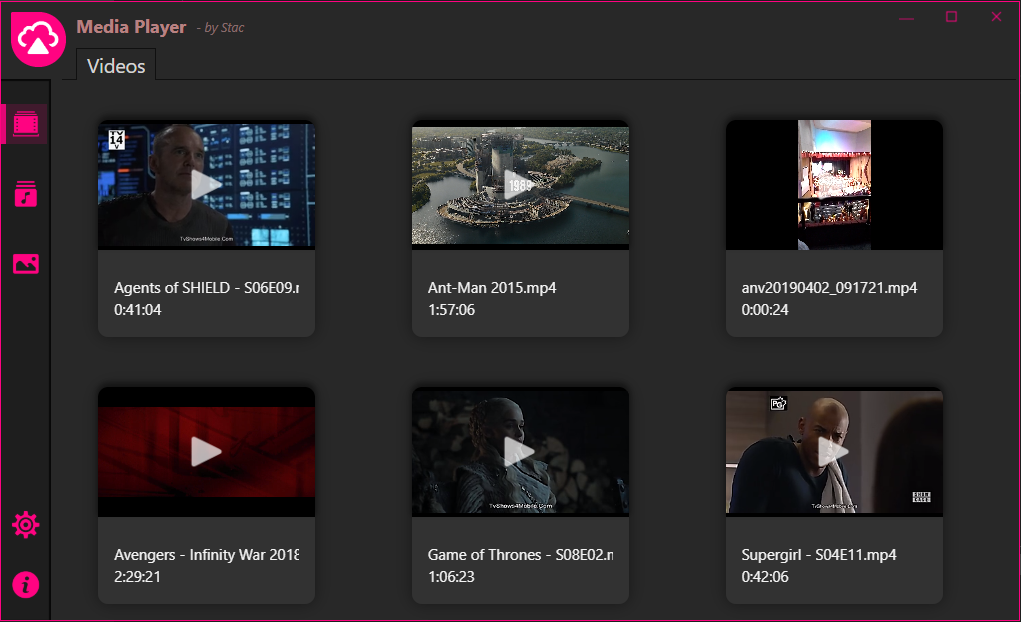 Media Player - by Stac
Videos
TV
14
V
TvShows4Mobile.Com
Agents of SHIELD - S06E09.r
0:41:04
1989
Ant-Man 2015.mp4
1:57:06
anv20190402_091721.mp4
0:00:24
Avengers - Infinity War 2018
2:29:21
TvShows4Mobile.Com
Game of Thrones - S08E02.n
1:06:23
PG
TvShows4Mobile.Com
Supergirl - S04E11.mp4
0:42:06